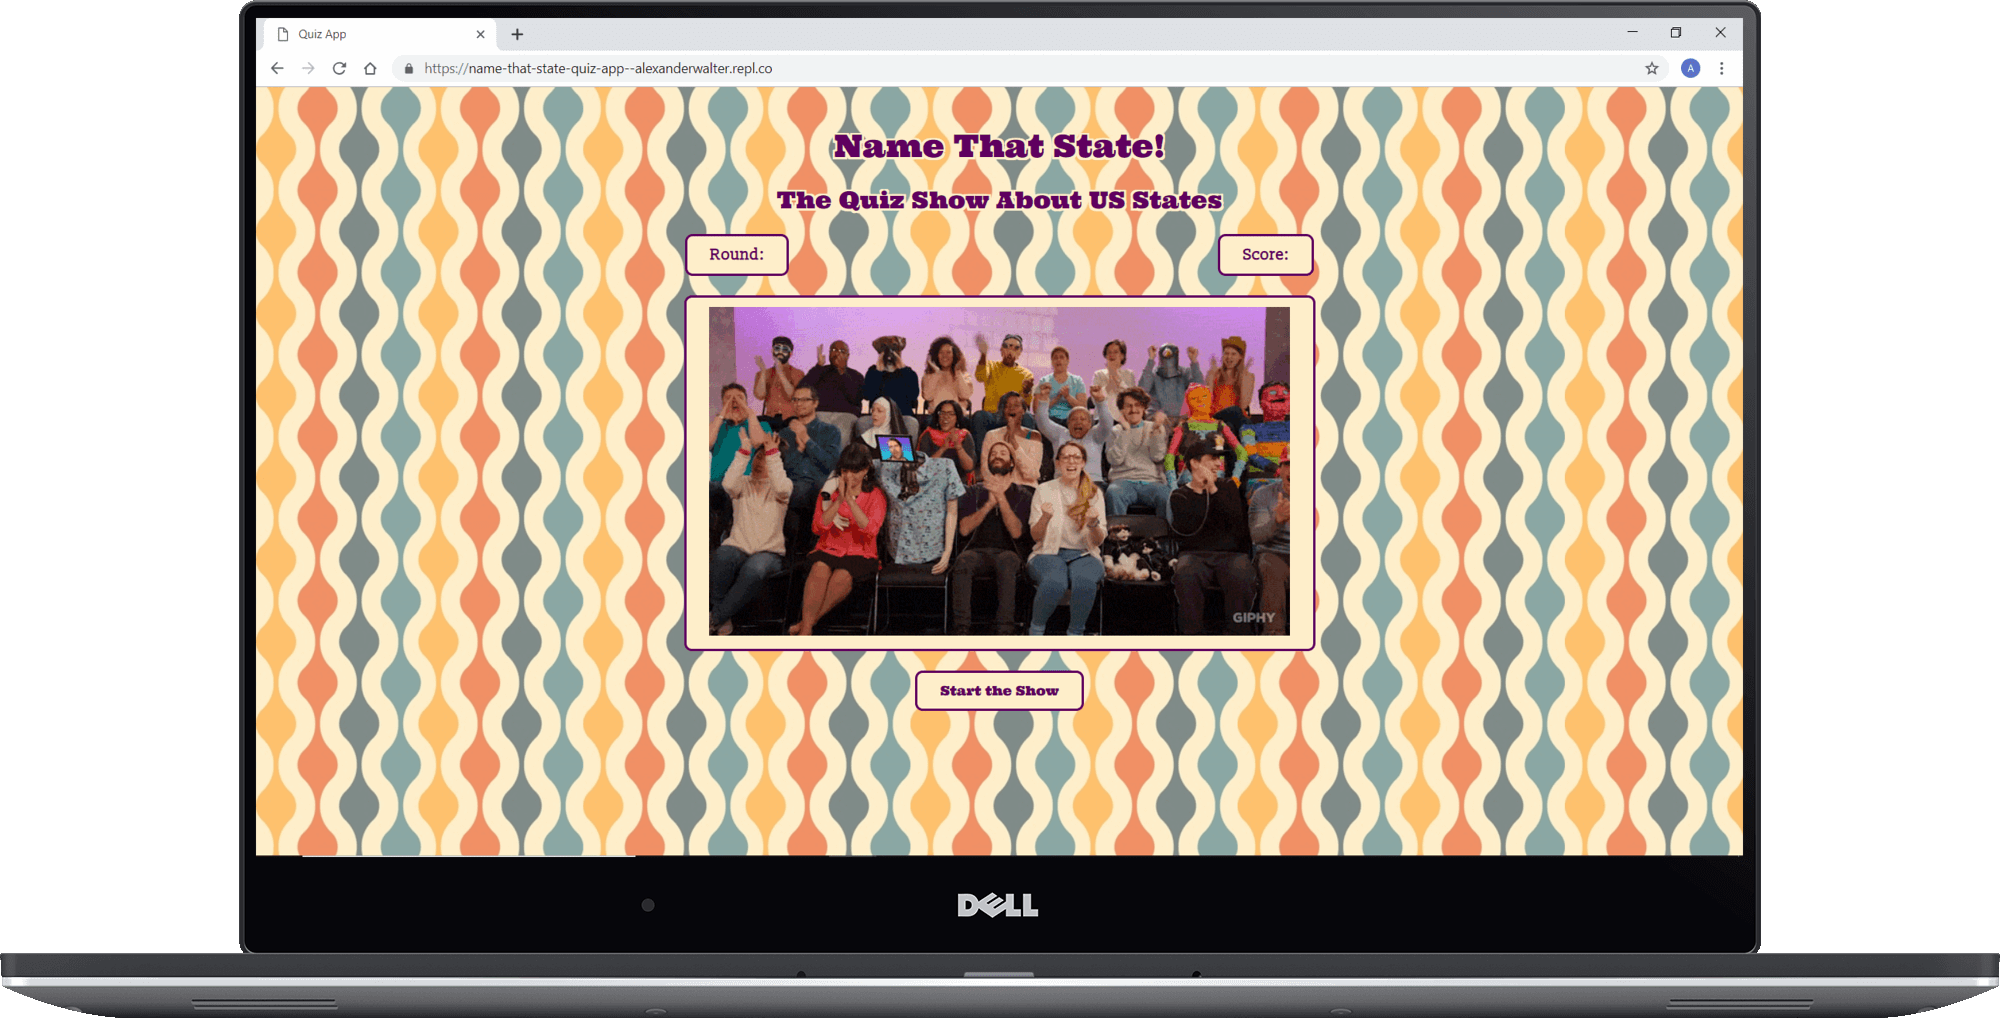 Quiz App
https://name-that-state-quiz-app--alexanderwalter.repl.co
A
Name That State!
The Quiz Show About US States
Round:
Score:
GIPHY
Start the Show
DELL